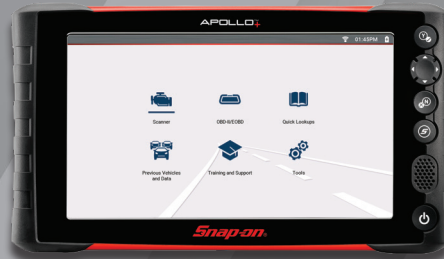 APOLLO+
01:45PM
Scanner
OBD-II/EOBD
Quick Lookups
Previous Vehicles
and Data
Training and Support
Tools
Y
N
S
Snap-on